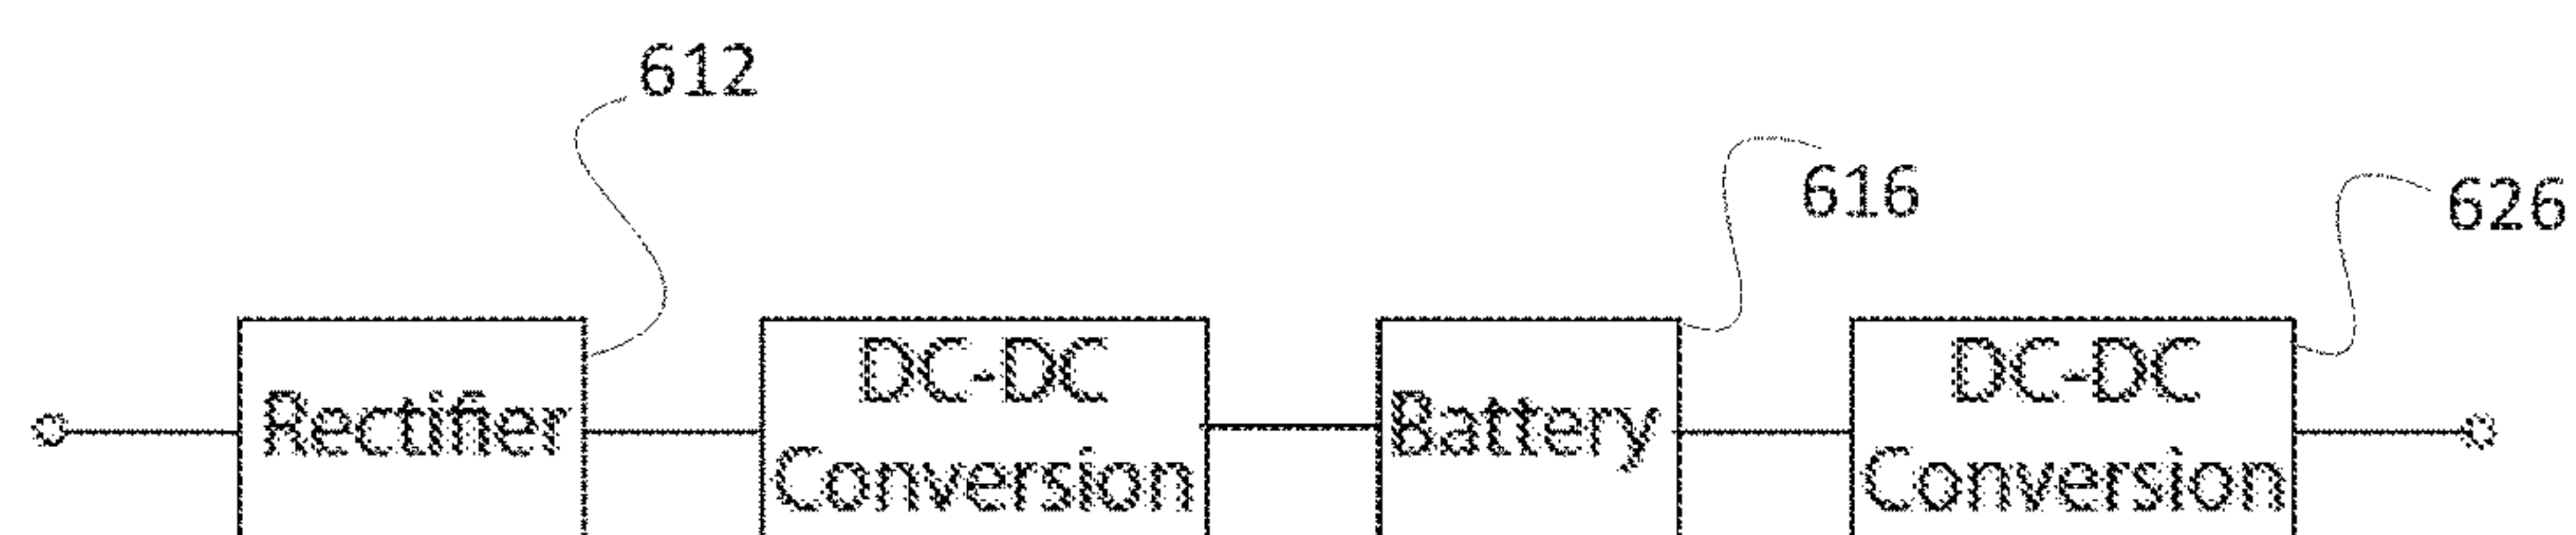 612
616
626
Rectifier
DC-DC
Conversion
Battery
DC-DC
Conversion